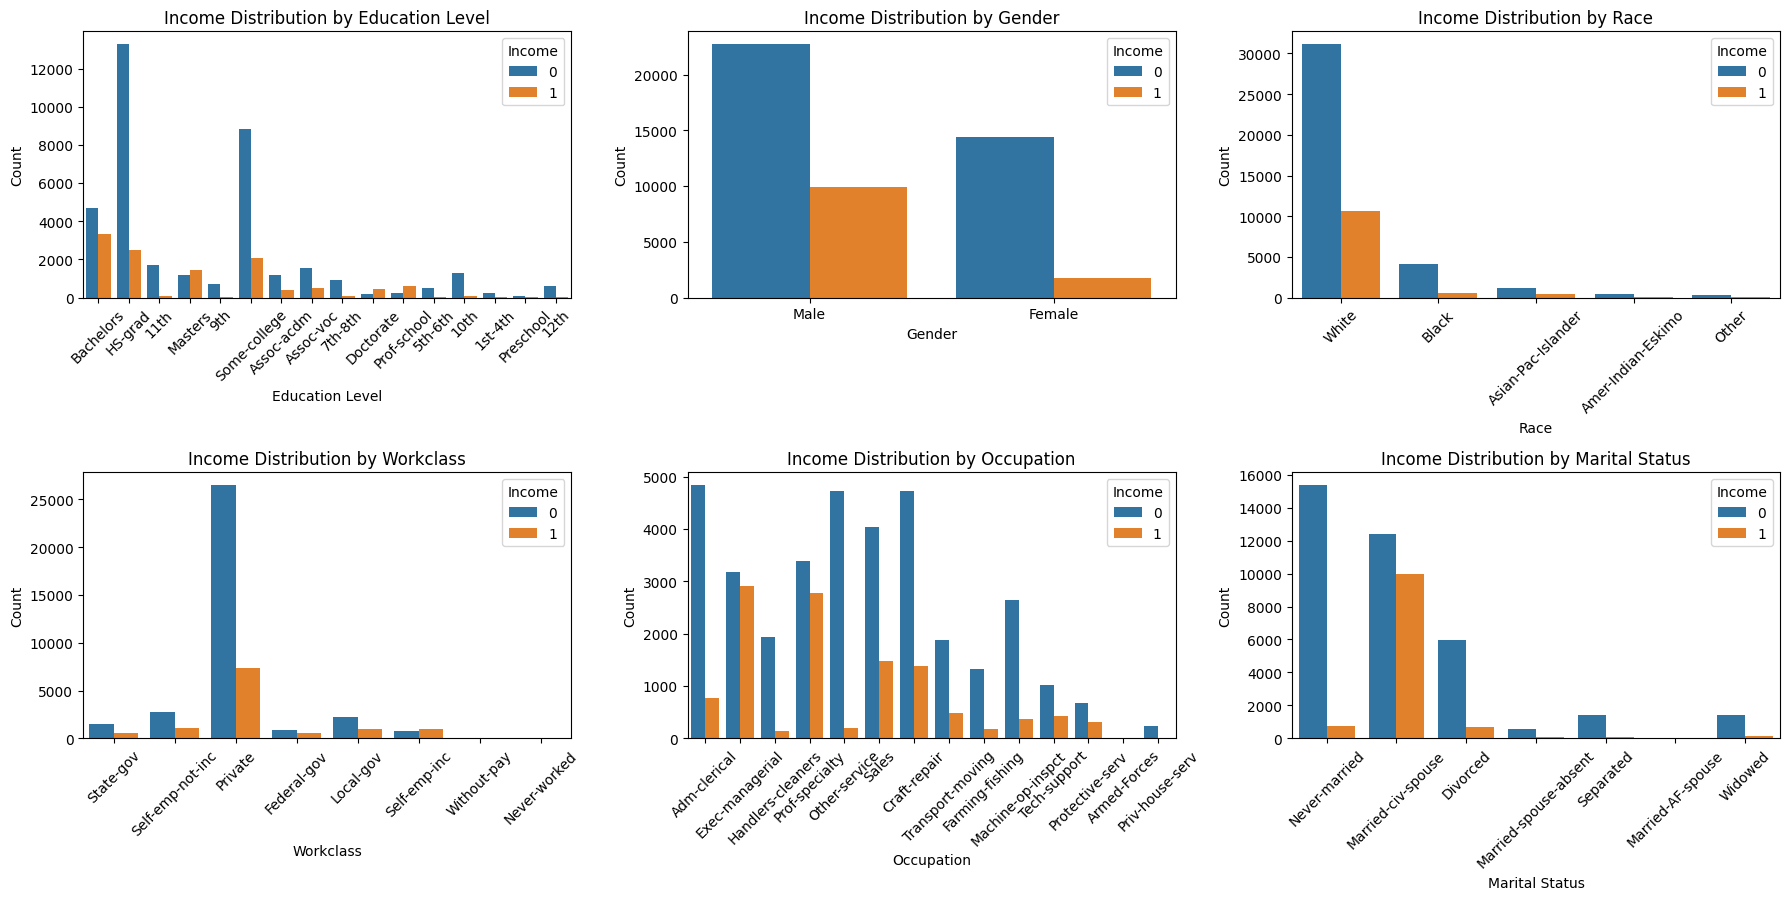 Income Distribution by Education Level
Income
0
1
12000
10000
8000
6000
4000
2000
0
Count
Bachelors
HS-grad
11th
Masters
9th
Some-college
Assoc-acdm
Assoc-voc
7th-8th
Doctorate
Prof-school
5th-6th
10th
1st-4th
Preschool
12th
Education Level
Income Distribution by Gender
Income
0
1
20000
15000
10000
5000
0
Count
Male
Female
Gender
Income Distribution by Race
Income
0
1
30000
25000
20000
15000
10000
5000
0
Count
White
Black
Asian-Pac-Islander
Amer-Indian-Eskimo
Other
Race
Income Distribution by Workclass
Income
0
1
25000
20000
15000
10000
5000
0
Count
State-gov
Self-emp-not-inc
Private
Federal-gov
Local-gov
Self-emp-inc
Without-pay
Never-worked
Workclass
Income Distribution by Occupation
Income
0
1
5000
4000
3000
2000
1000
0
Count
Adm-clerical
Exec-managerial
Handlers-cleaners
Prof-specialty
Other-service
Sales
Craft-repair
Transport-moving
Farming-fishing
Machine-op-inspct
Tech-support
Protective-serv
Armed-Forces
Priv-house-serv
Occupation
Income Distribution by Marital Status
Income
0
1
16000
14000
12000
10000
8000
6000
4000
2000
0
Count
Never-married
Married-civ-spouse
Divorced
Married-spouse-absent
Separated
Married-AF-spouse
Widowed
Marital Status